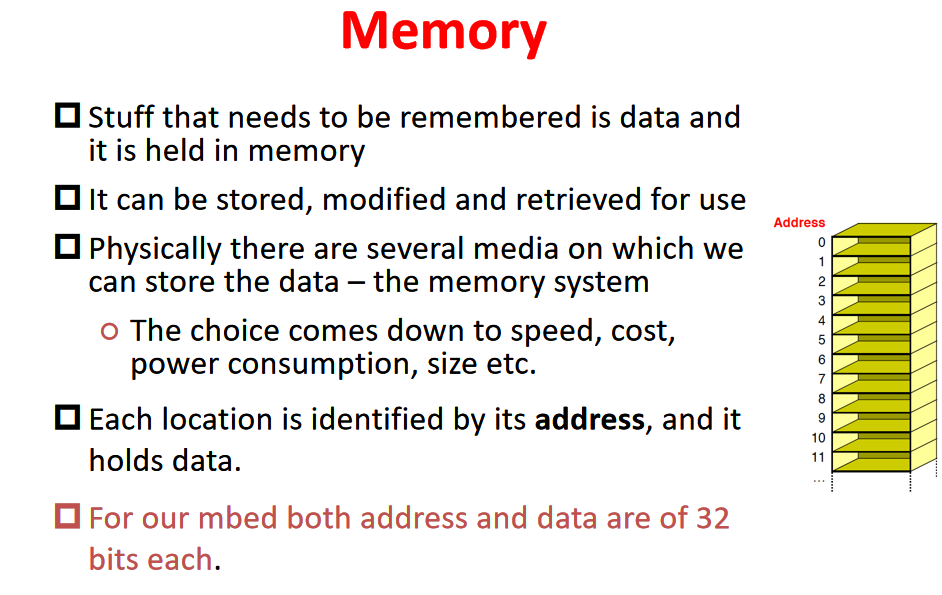 Memory
Stuff that needs to be remembered is data and
it is held in memory
It can be stored, modified and retrieved for use
Physically there are several media on which we
can store the data – the memory system
The choice comes down to speed, cost,
power consumption, size etc.
Each location is identified by its address, and it
holds data.
For our mbed both address and data are of 32
bits each.
Address
0
1
2
3
4
5
6
7
8
9
10
11
...